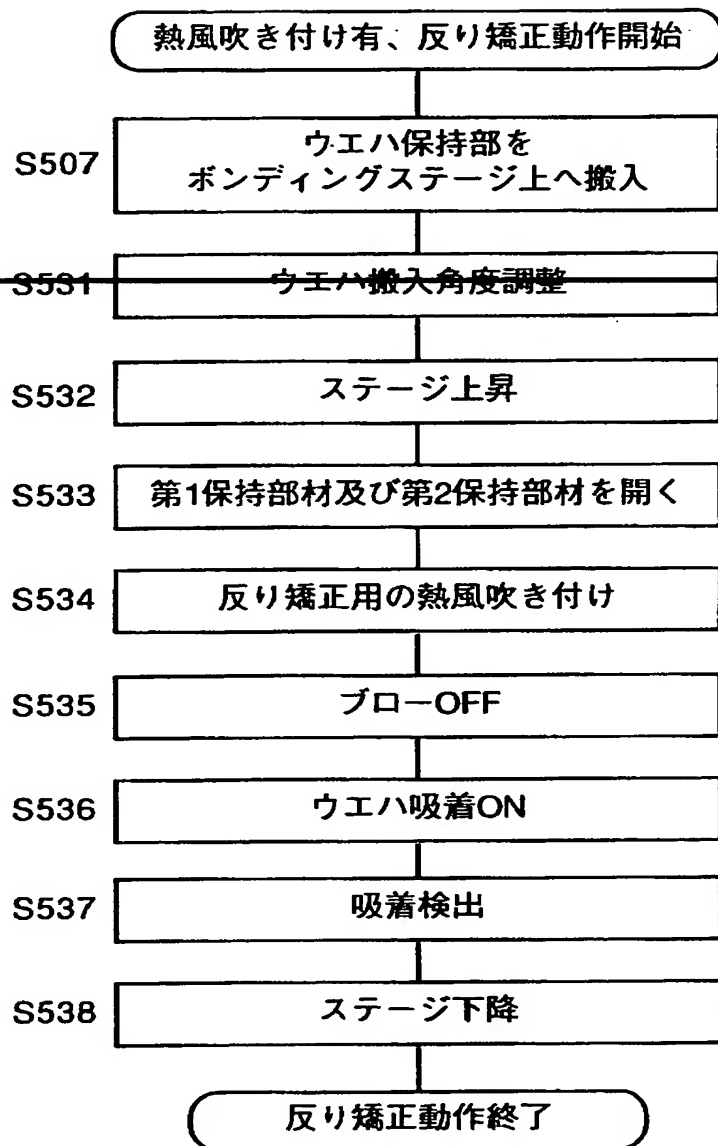 熱風吹き付け有、反り矯正動作開始
S507
ウエハ保持部を
ボンディングステージ上へ搬入
S531
ウエハ搬入角度調整
S532
ステージ上昇
S533
第1保持部材及び第2保持部材を開く
S534
反り矯正用の熱風吹き付け
S535
ブローOFF
S536
ウエハ吸着ON
S537
吸着検出
S538
ステージ下降
反り矯正動作終了